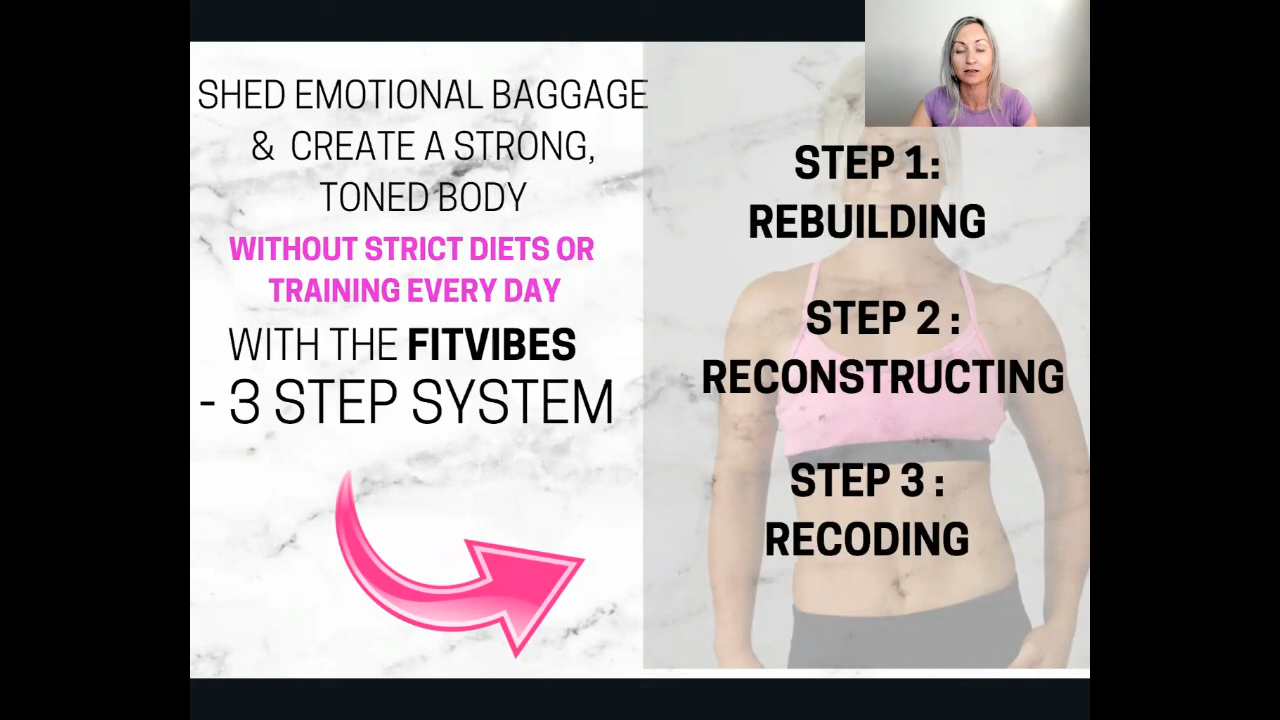 SHED EMOTIONAL BAGGAGE
& CREATE A STRONG,
TONED BODY
WITHOUT STRICT DIETS OR
TRAINING EVERY DAY
WITH THE FITVIBES
- 3 STEP SYSTEM
STEP 1:
REBUILDING
STEP 2 :
RECONSTRUCTING
STEP 3 :
RECODING